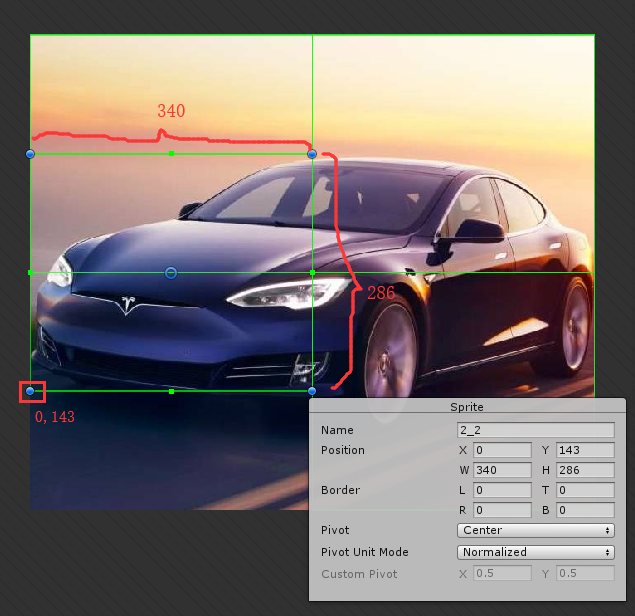 340
286
0, 143
Sprite
Name 2_2
Position X 0 Y 143
W 340 H 286
Border L 0 T 0
R 0 B 0
Pivot Center
Pivot Unit Mode Normalized
Custom Pivot X 0.5 Y 0.5